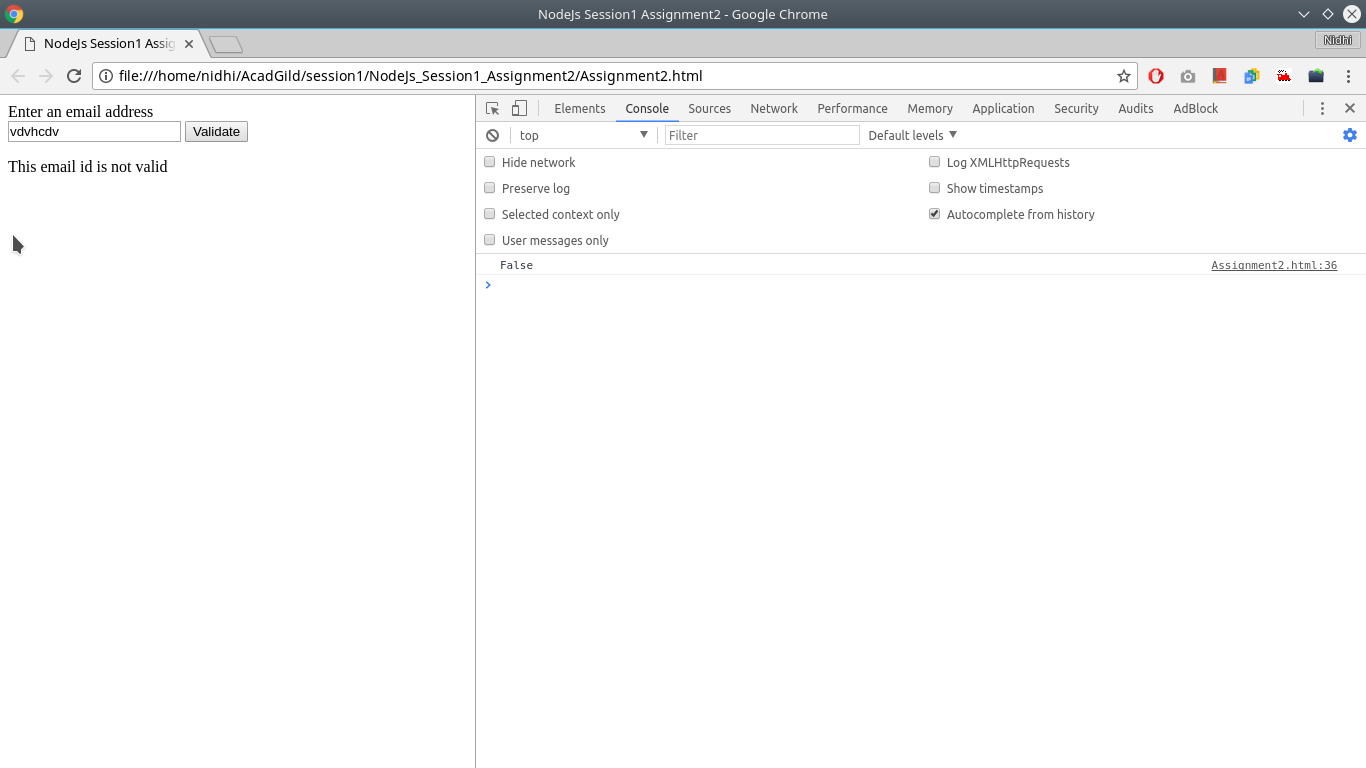 NodeJs Session1 Assignment2 - Google Chrome
NodeJs Session1 Assig
Nidhi
file:///home/nidhi/AcadGild/session1/NodeJs_Session1_Assignment2/Assignment2.html
Enter an email address
vdvhcdv Validate
This email id is not valid
Elements Console Sources Network Performance Memory Application Security Audits AdBlock
top Filter Default levels
Hide network Log XMLHttpRequests
Preserve log Show timestamps
Selected context only Autocomplete from history
User messages only
False Assignment2.html:36